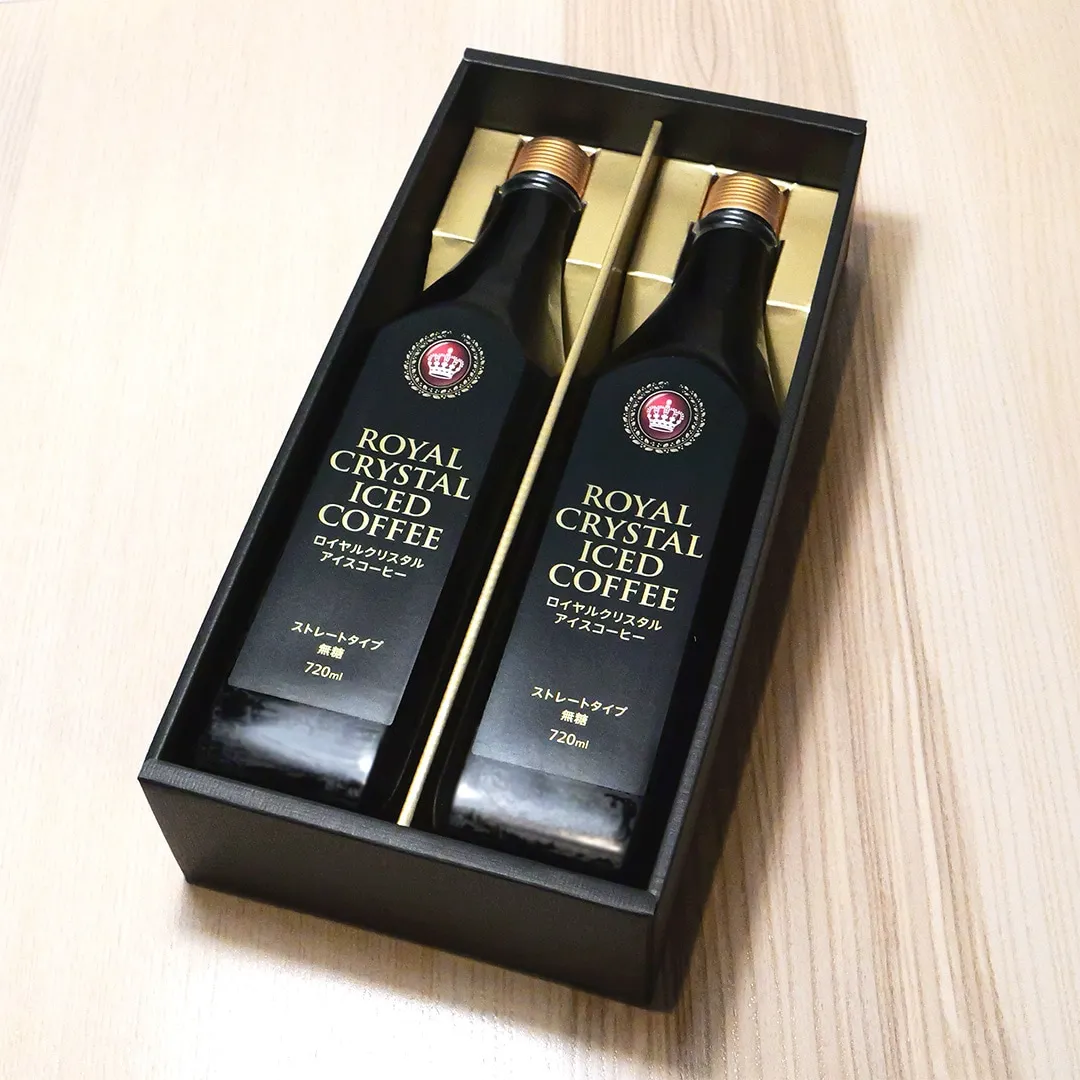 ROYAL
CRYSTAL
ICED
COFFEE
ロイヤルクリスタル
アイスコーヒー
ストレートタイプ
無糖
720ml
ROYAL
CRYSTAL
ICED
COFFEE
ロイヤルクリスタル
アイスコーヒー
ストレートタイプ
無糖
720ml